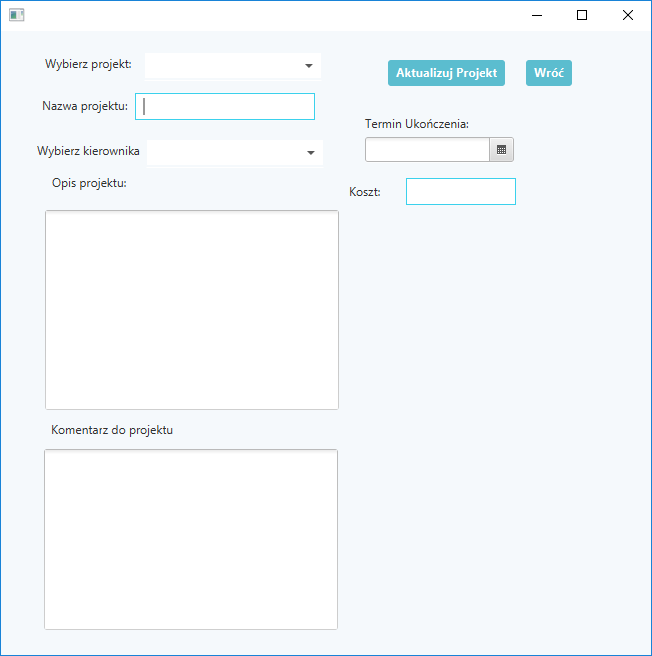 Wybierz projekt:
Aktualizuj Projekt
Wróć
Nazwa projektu:
Termin Ukończenia:
Wybierz kierownika
Opis projektu:
Koszt:
Komentarz do projektu